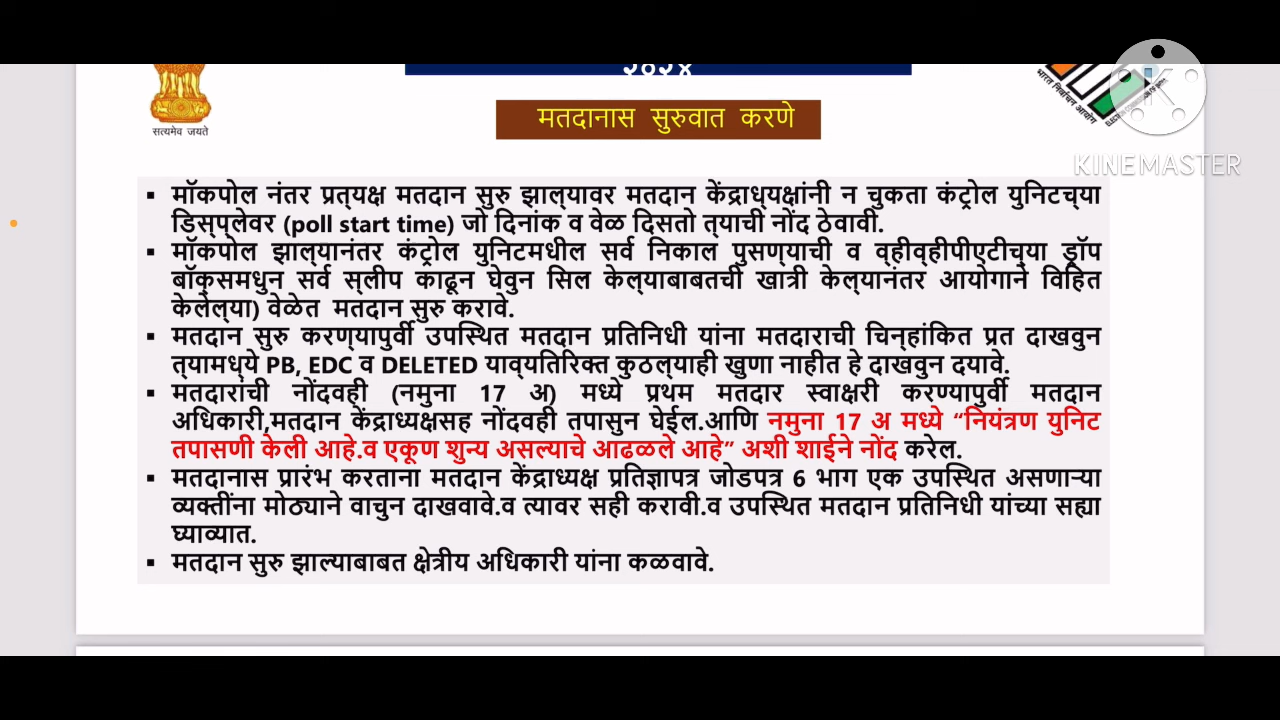 २०२४
सत्यमेव जयते
भारत निर्वाचन आयोग
KINEMASTER
मतदानास सुरुवात करणे
▪ मॉकपोल नंतर प्रत्यक्ष मतदान सुरु झाल्यावर मतदान केंद्राध्यक्षांनी न चुकता कंट्रोल युनिटच्या
डिस्प्लेवर (poll start time) जो दिनांक व वेळ दिसतो त्याची नोंद ठेवावी.
▪ मॉकपोल झाल्यानंतर कंट्रोल युनिटमधील सर्व निकाल पुसण्याची व व्हीव्हीपीएटीच्या ड्रॉप
बॉक्समधुन सर्व स्लीप काढून घेवुन सिल केल्याबाबतची खात्री केल्यानंतर आयोगाने विहित
केलेल्या) वेळेत मतदान सुरु करावे.
▪ मतदान सुरु करण्यापुर्वी उपस्थित मतदान प्रतिनिधी यांना मतदाराची चिन्हांकित प्रत दाखवुन
त्यामध्ये PB, EDC व DELETED याव्यतिरिक्त कुठल्याही खुणा नाहीत हे दाखवुन दयावे.
▪ मतदारांची नोंदवही (नमुना 17 अ) मध्ये प्रथम मतदार स्वाक्षरी करण्यापुर्वी मतदान
अधिकारी,मतदान केंद्राध्यक्षसह नोंदवही तपासुन घेईल.आणि नमुना 17 अ मध्ये “नियंत्रण युनिट
तपासणी केली आहे.व एकूण शुन्य असल्याचे आढळले आहे” अशी शाईने नोंद करेल.
▪ मतदानास प्रारंभ करताना मतदान केंद्राध्यक्ष प्रतिज्ञापत्र जोडपत्र 6 भाग एक उपस्थित असणाऱ्या
व्यक्तींना मोठ्याने वाचुन दाखवावे.व त्यावर सही करावी.व उपस्थित मतदान प्रतिनिधी यांच्या सह्या
घ्याव्यात.
▪ मतदान सुरु झाल्याबाबत क्षेत्रीय अधिकारी यांना कळवावे.